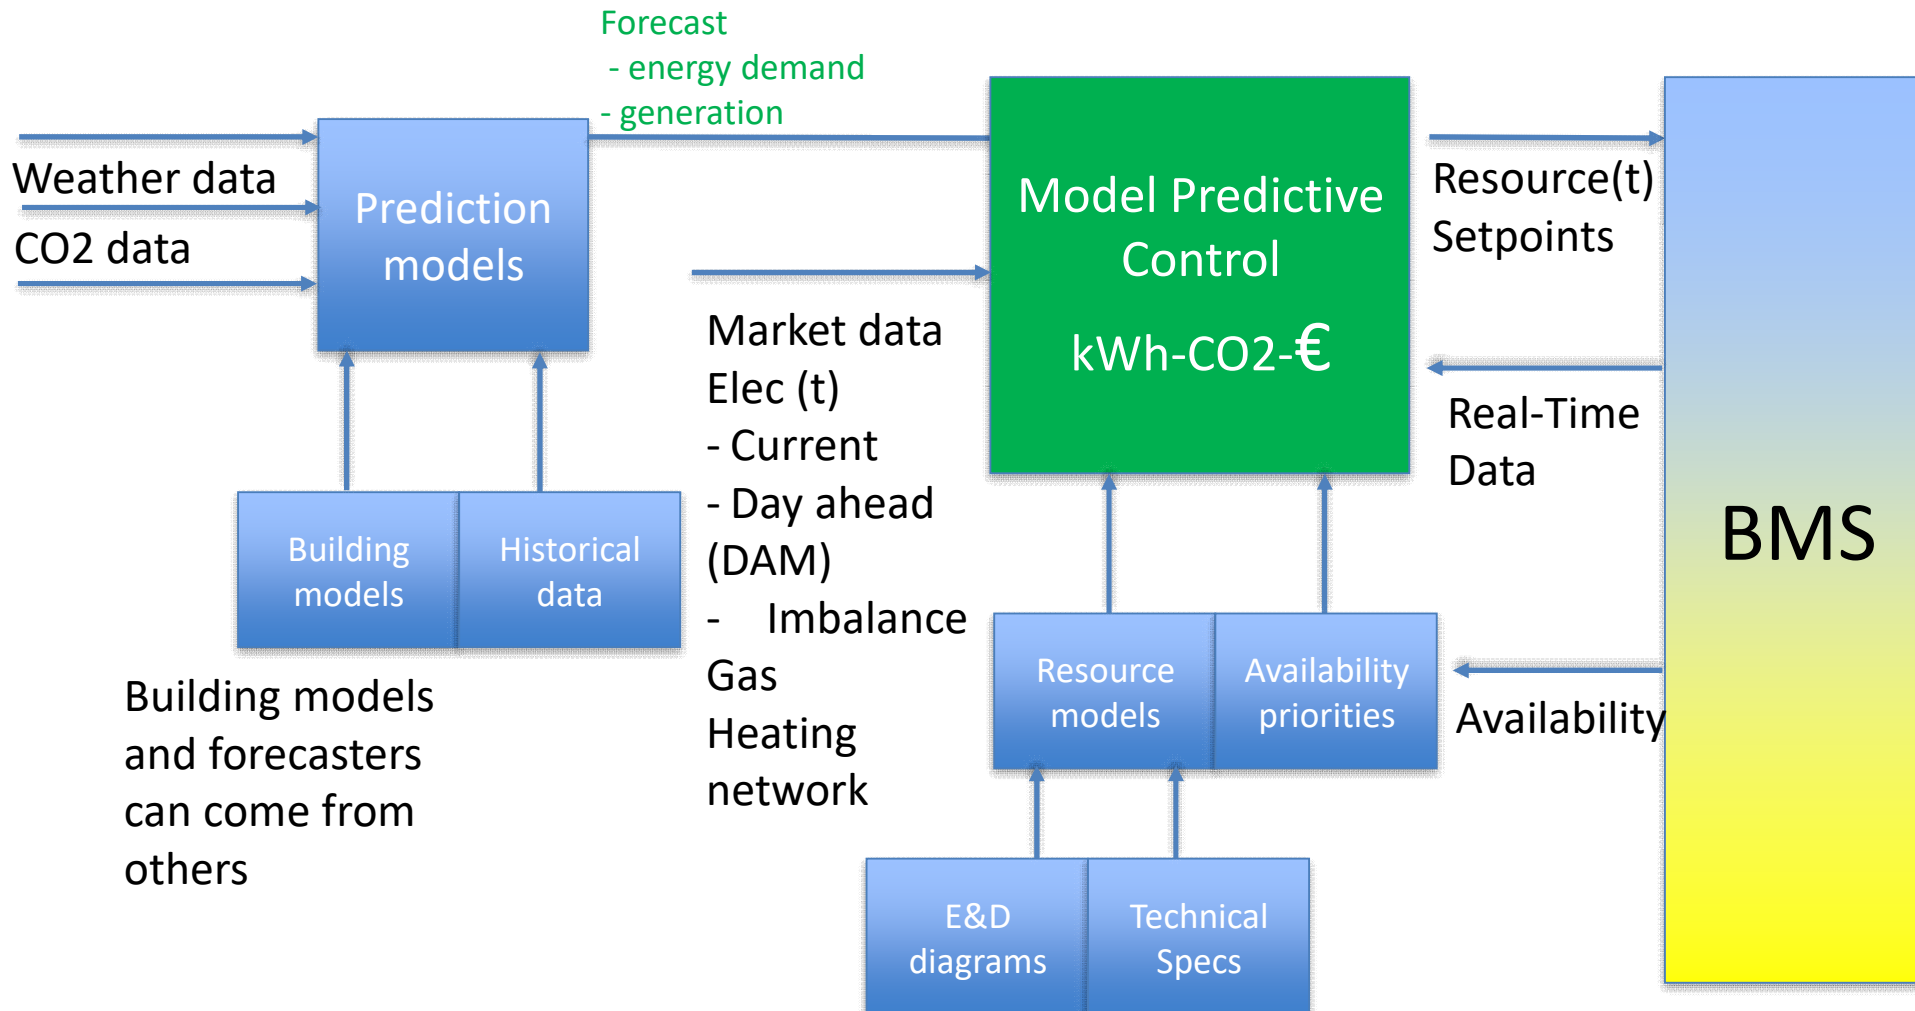 Forecast
- energy demand
- generation
Weather data
CO2 data
Prediction
models
Building
models
Historical
data
Building models
and forecasters
can come from
others
Market data
Elec (t)
- Current
- Day ahead
(DAM)
- Imbalance
Gas
Heating
network
Model Predictive
Control
kWh-CO2-€
Resource
models
Availability
priorities
E&D
diagrams
Technical
Specs
Resource(t)
Setpoints
Real-Time
Data
Availability
BMS